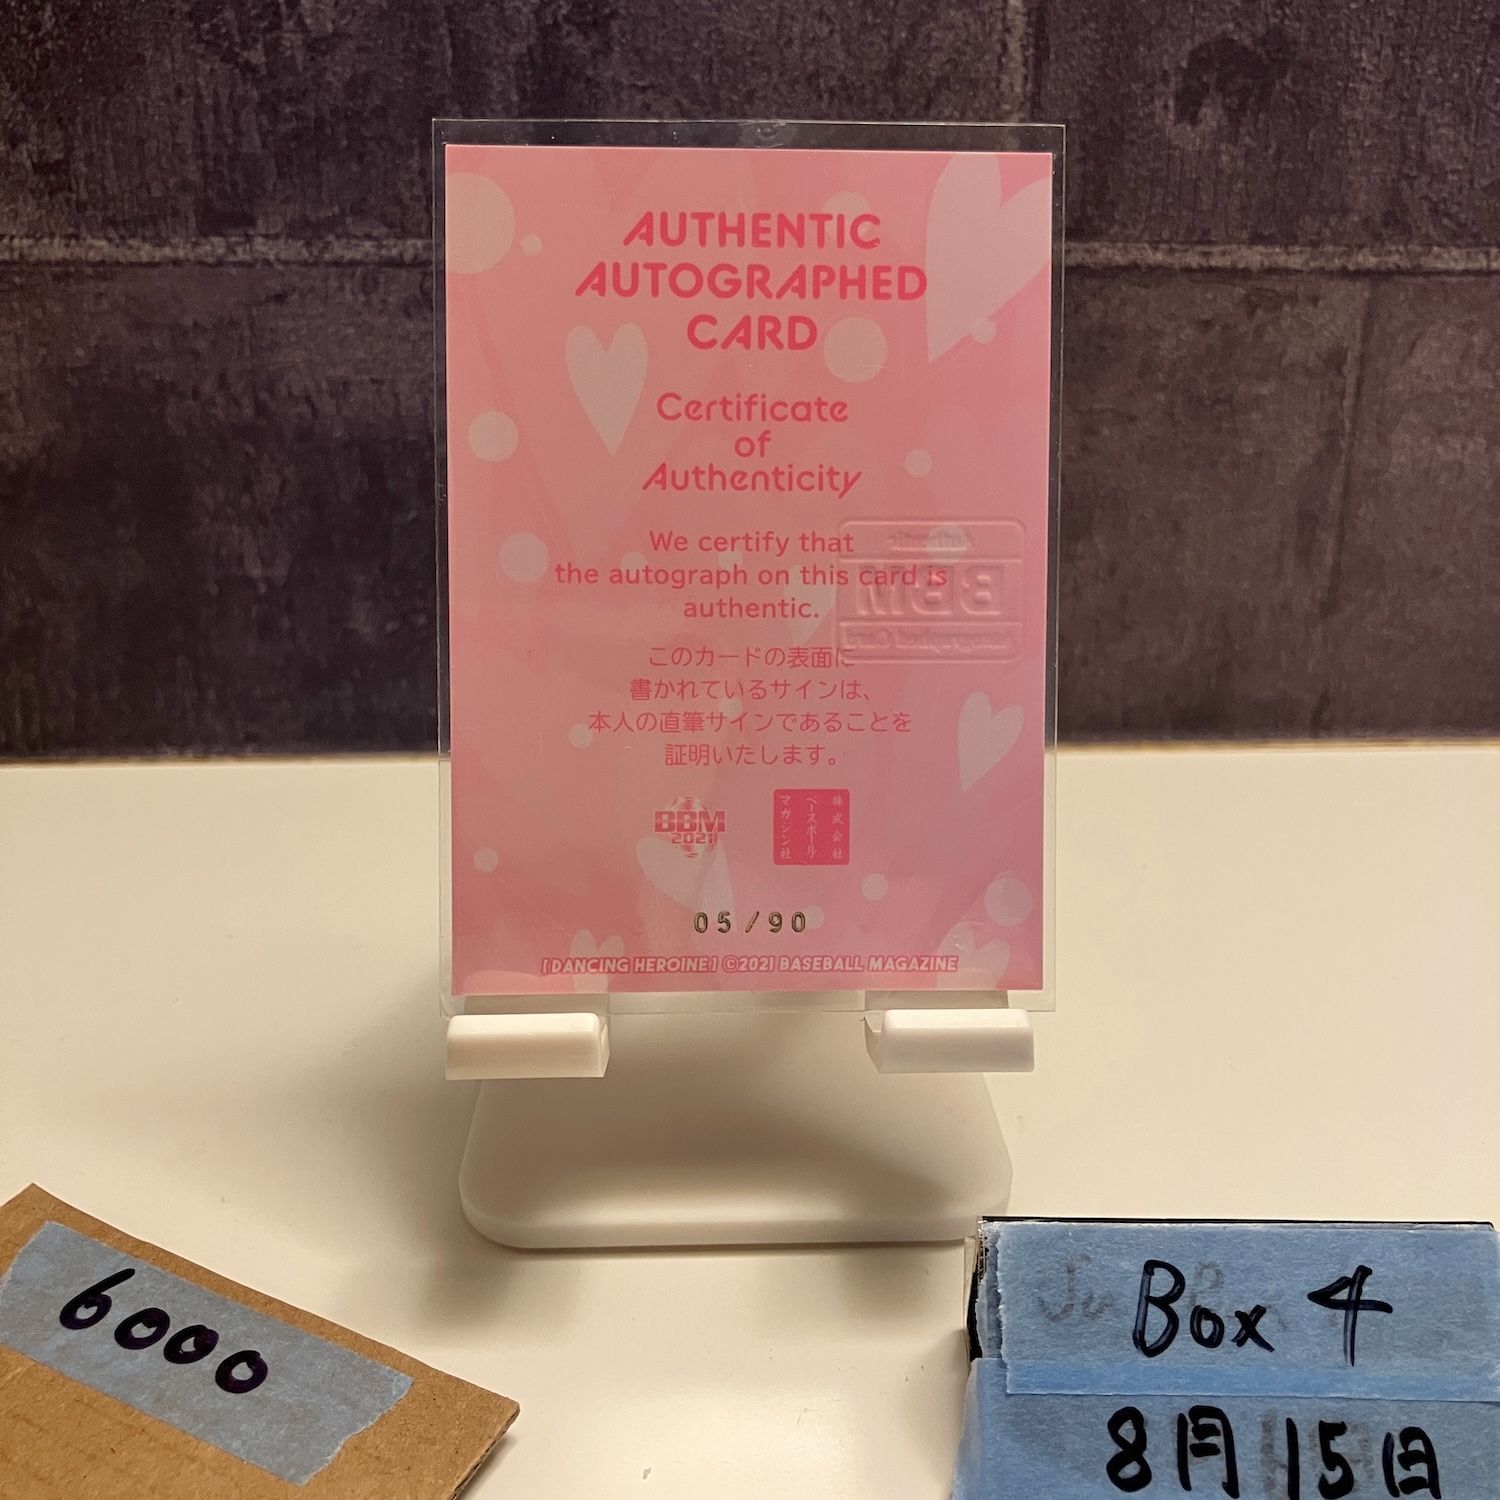 AUTHENTIC
AUTOGRAPHED
CARD
Certificate
of
Authenticity
We certify that
the autograph on this card is
authentic.
Authentic
BBM
Autographed Card
このカードの表面に
書かれているサインは、
本人の直筆サインであることを
証明いたします。
BBM
2021
株式会社
ベースボール
マガジン社
05/90
[DANCING HEROINE] ©2021 BASEBALL MAGAZINE
6000
Box 4
8月15日